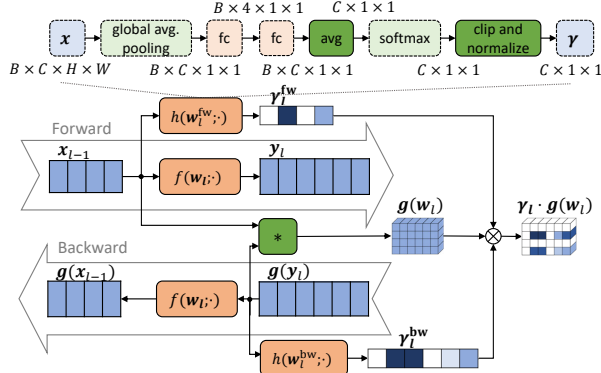 B × 4 × 1 × 1
C × 1 × 1
x
global avg. pooling
fc
fc
avg
softmax
clip and normalize
γ
B × C × H × W
B × C × 1 × 1
B × C × 1 × 1
C × 1 × 1
C × 1 × 1
Forward
h(w_l^fw;·)
γ_l^fw
x_{l−1}
f(w_l;·)
y_l
*
g(w_l)
γ_l · g(w_l)
Backward
g(x_{l−1})
f(w_l;·)
g(y_l)
h(w_l^bw;·)
γ_l^bw